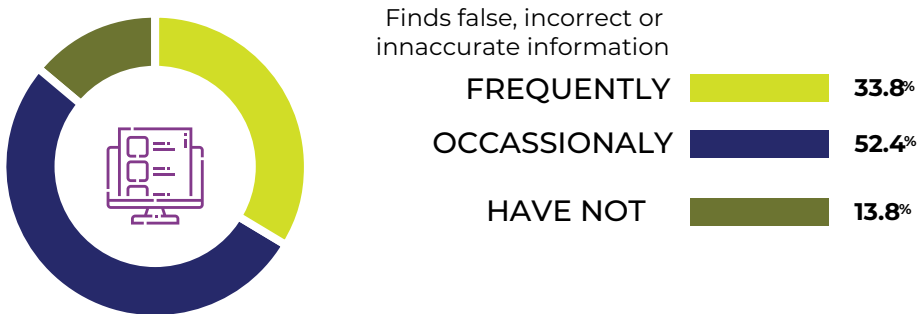 Finds false, incorrect or
innaccurate information
FREQUENTLY 33.8%
OCCASSIONALY 52.4%
HAVE NOT 13.8%